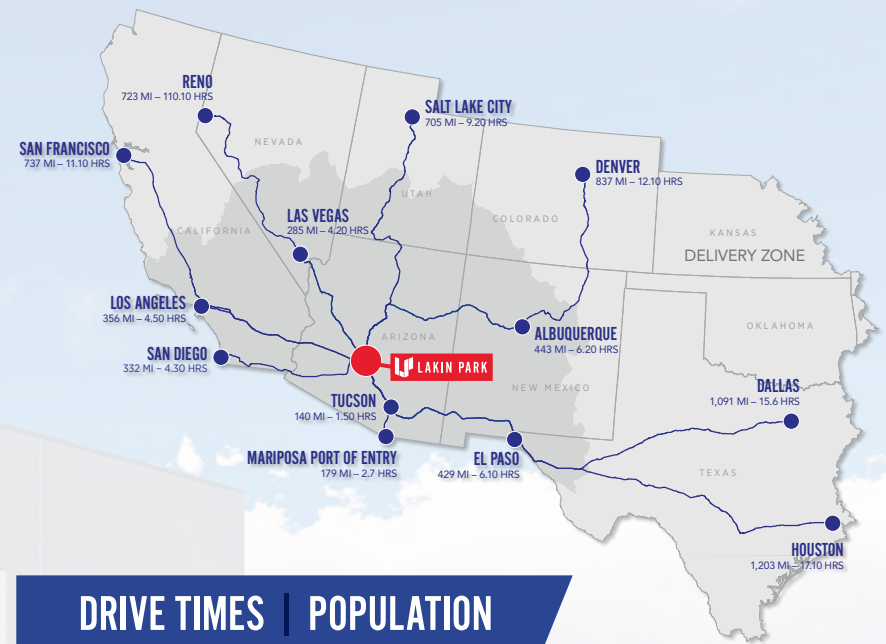 RENO
723 MI – 110.10 HRS
SALT LAKE CITY
705 MI – 9.20 HRS
NEVADA
SAN FRANCISCO
737 MI – 11.10 HRS
DENVER
837 MI – 12.10 HRS
UTAH
COLORADO
LAS VEGAS
285 MI – 4.20 HRS
CALIFORNIA
KANSAS
DELIVERY ZONE
LOS ANGELES
356 MI – 4.50 HRS
ARIZONA
ALBUQUERQUE
443 MI – 6.20 HRS
OKLAHOMA
SAN DIEGO
332 MI – 4.30 HRS
LAKIN PARK
NEW MEXICO
DALLAS
1,091 MI – 15.6 HRS
TUCSON
140 MI – 1.50 HRS
MARIPOSA PORT OF ENTRY
179 MI – 2.7 HRS
EL PASO
429 MI – 6.10 HRS
TEXAS
HOUSTON
1,203 MI – 17.10 HRS
DRIVE TIMES | POPULATION